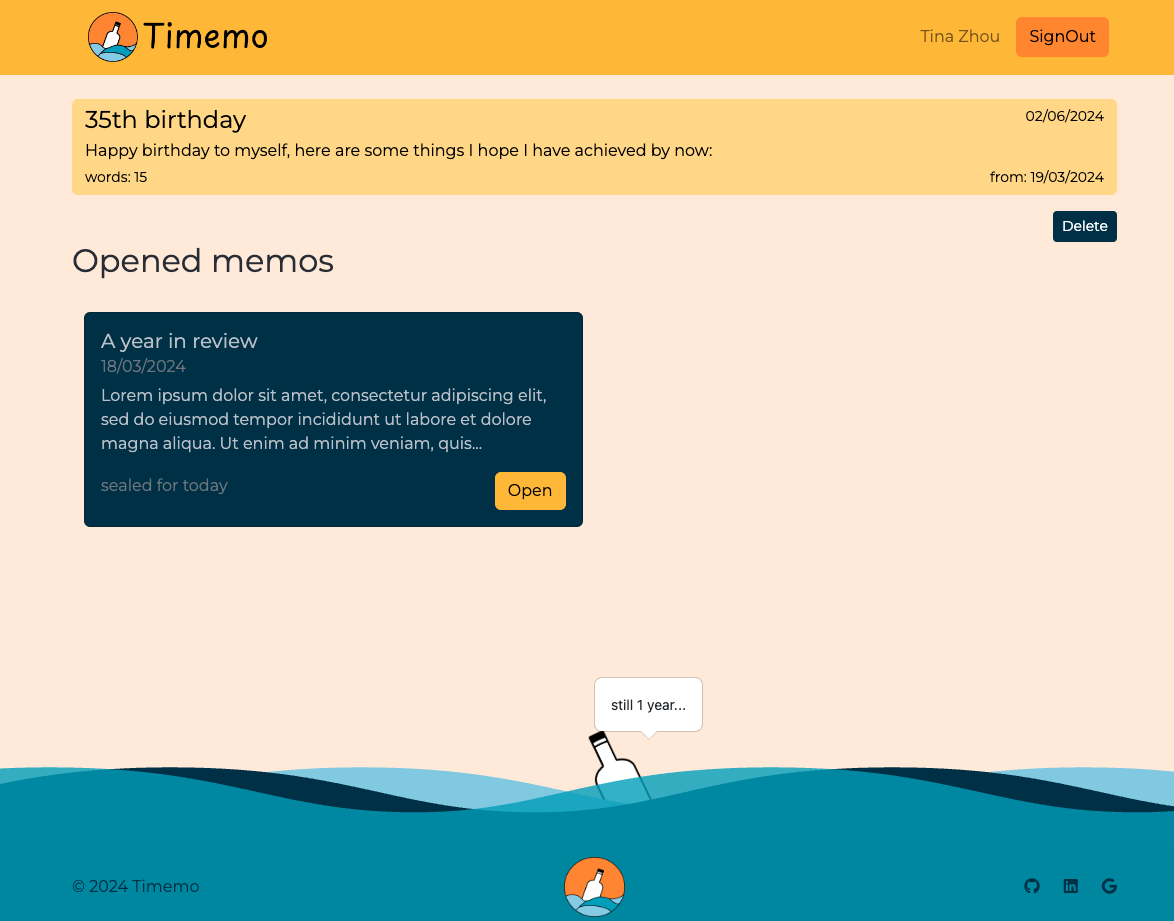 Timemo
Tina Zhou
SignOut
35th birthday
02/06/2024
Happy birthday to myself, here are some things I hope I have achieved by now:
words: 15
from: 19/03/2024
Delete
Opened memos
A year in review
18/03/2024
Lorem ipsum dolor sit amet, consectetur adipiscing elit,
sed do eiusmod tempor incididunt ut labore et dolore
magna aliqua. Ut enim ad minim veniam, quis...
sealed for today
Open
still 1 year...
© 2024 Timemo